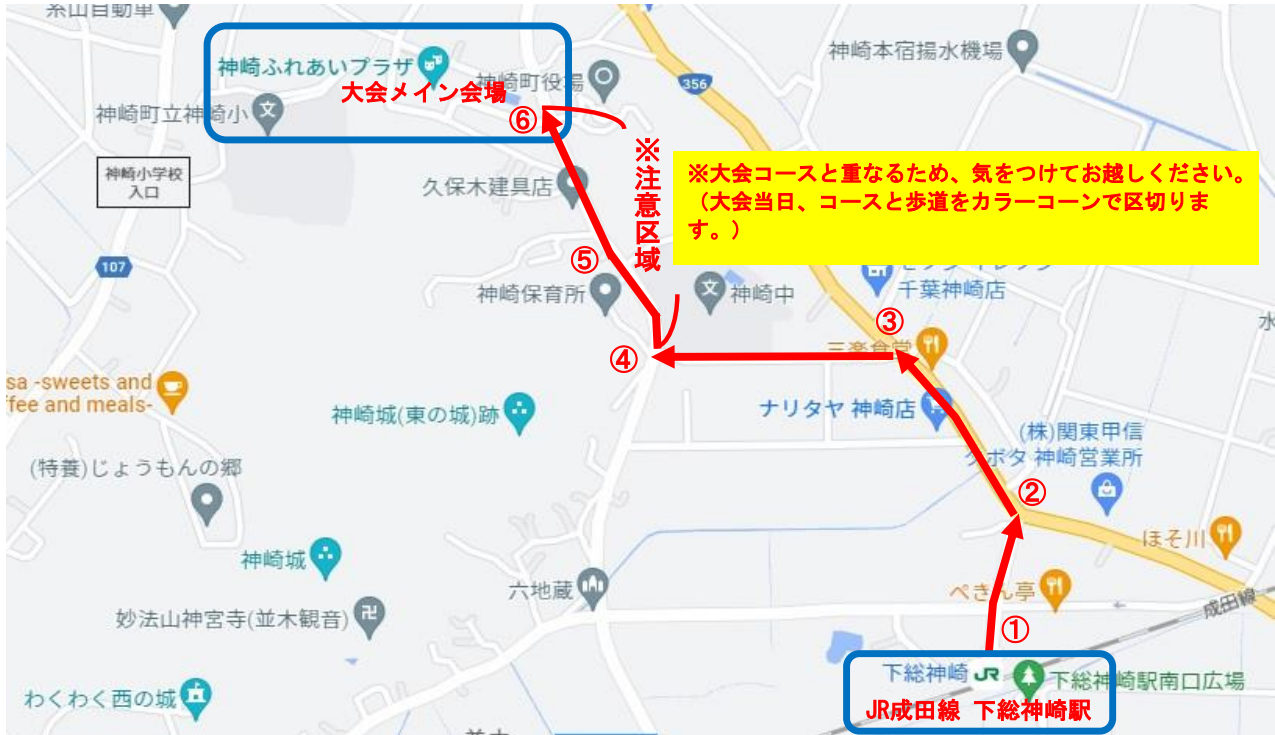 糸山自動車
神崎ふれあいプラザ
大会メイン会場
神崎町役場
神崎町立神崎小
⑥
356
神崎本宿揚水機場
神崎小学校
入口
久保木建具店
※注意区域
※大会コースと重なるため、気をつけてお越しください。
（大会当日、コースと歩道をカラーコーンで区切りま
す。）
107
⑤
神崎保育所
神崎中
千葉神崎店
③
三楽食堂
④
水
sa -sweets and
fee and meals-
神崎城(東の城)跡
ナリタヤ 神崎店
(株)関東甲信
クボタ 神崎営業所
(特養)じょうもんの郷
②
ほそ川
神崎城
六地蔵
ぺきん亭
成田線
妙法山神宮寺(並木観音)
①
下総神崎 JR
下総神崎駅南口広場
わくわく西の城
JR成田線 下総神崎駅